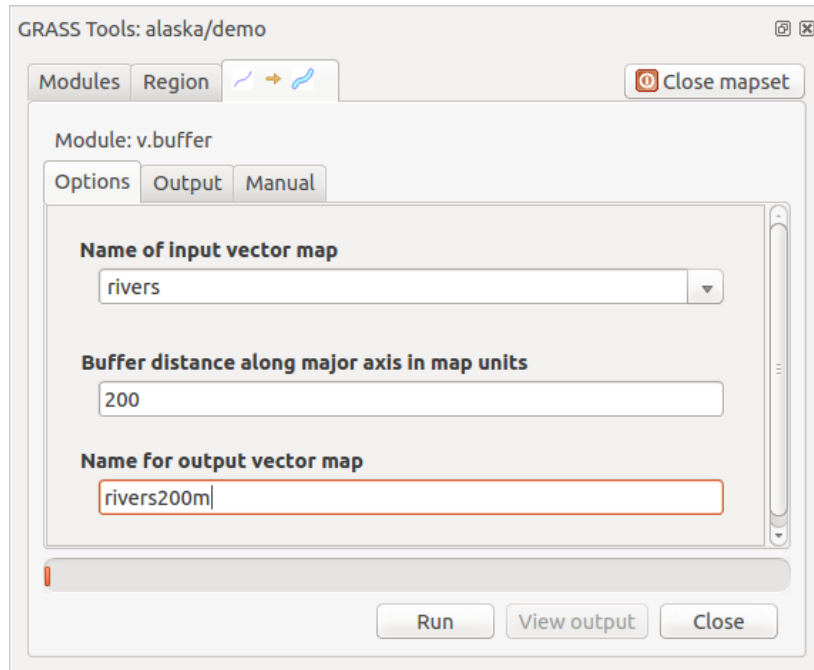 GRASS Tools: alaska/demo
Modules Region Close mapset
Module: v.buffer
Options Output Manual
Name of input vector map
rivers
Buffer distance along major axis in map units
200
Name for output vector map
rivers200m
Run View output Close